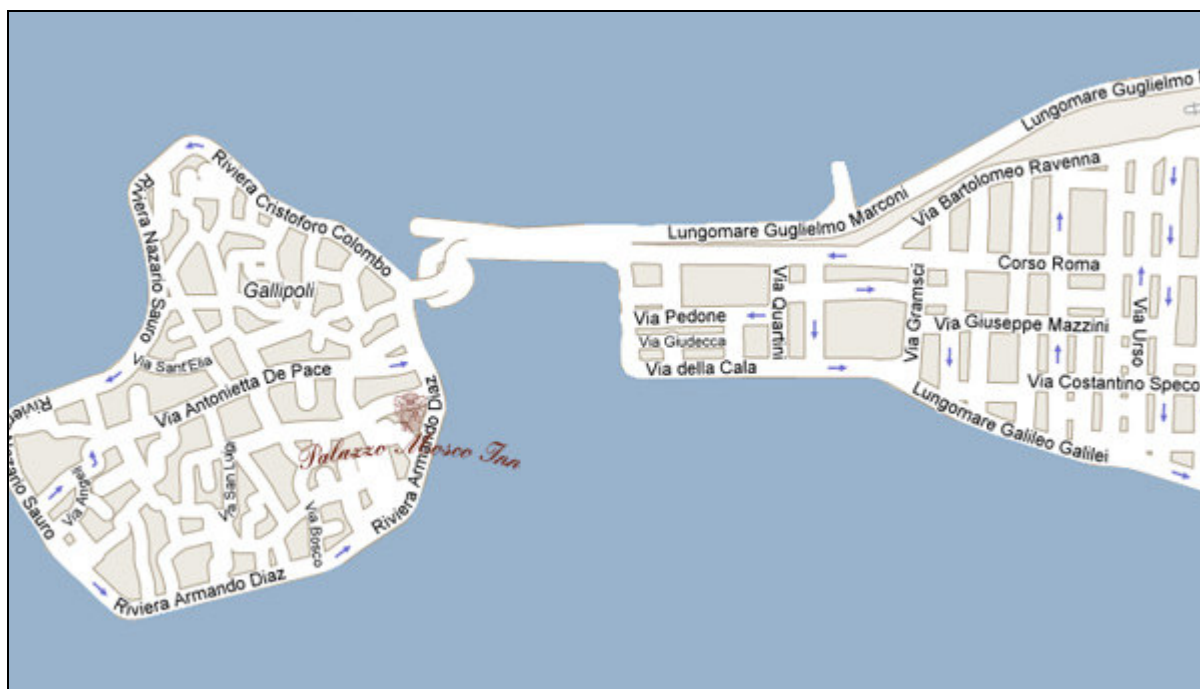 Lungomare Guglielmo
Riviera Cristoforo Colombo
Via Bartolomeo Ravenna
Riviera Nazario Sauro
Lungomare Guglielmo Marconi
Corso Roma
Gallipoli
Via Quartini
Via Gramsci
Via Pedone
Via Giuseppe Mazzini
Via Urso
Via Giudecca
Via Sant'Elia
Via della Cala
Via Antonietta De Pace
Via Costantino Speco
Riviera Armando Diaz
Lungomare Galileo Galilei
Palazzo Mosco Inn
Via San Luigi
Via Angeli
Nazario Sauro
Via Bosco
Riviera Armando Diaz